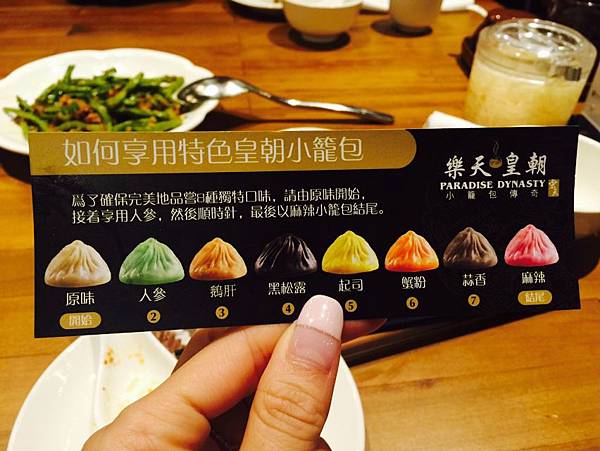 如何享用特色皇朝小籠包
樂天皇朝
PARADISE DYNASTY
小籠包傳奇
為了確保完美地品嘗8種獨特口味,請由原味開始,
接着享用人參,然後順時針,最後以麻辣小籠包結尾。
原味 人參 鵝肝 黑松露 起司 蟹粉 蒜香 麻辣
開始 2 3 4 5 6 7 結尾